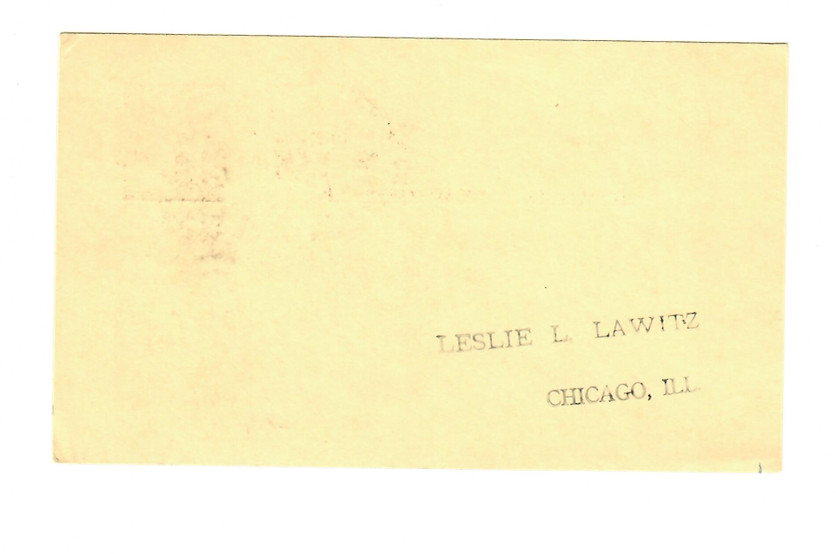 LESLIE L. LAWITZ
CHICAGO, ILL.